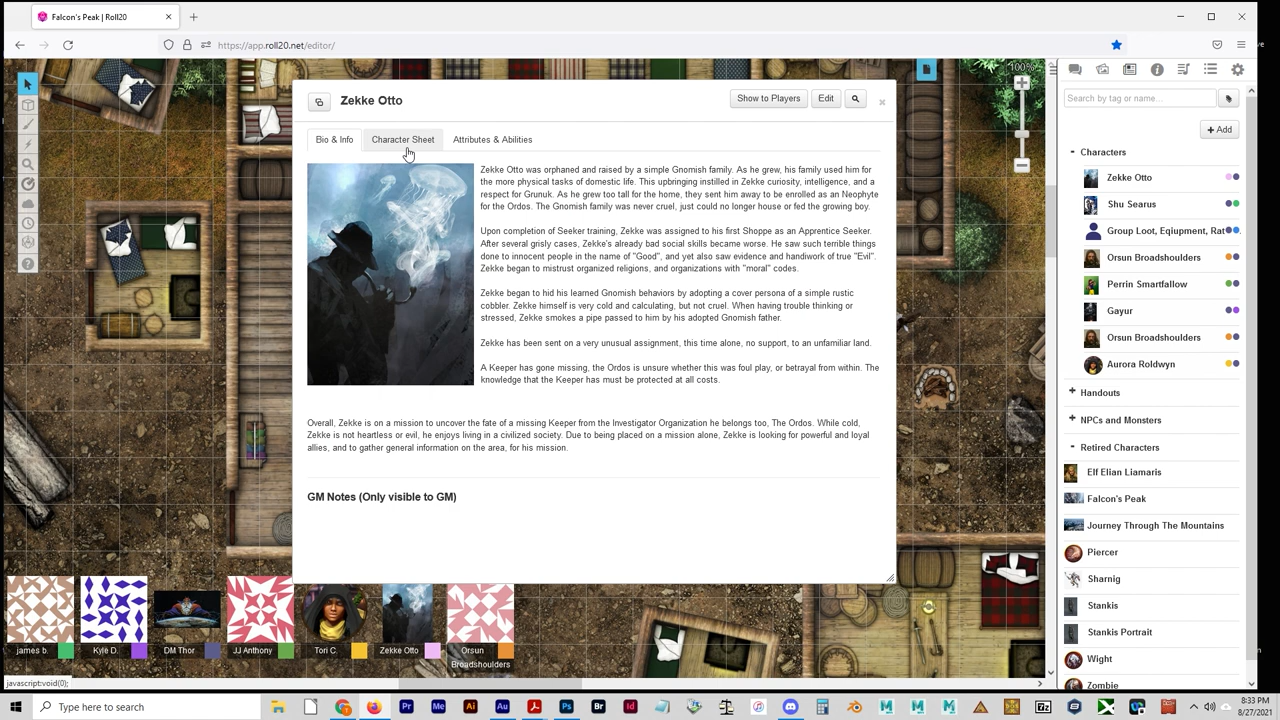 Falcon's Peak | Roll20
https://app.roll20.net/editor/
100%
Zekke Otto
Show to Players
Edit
Bio & Info
Character Sheet
Attributes & Abilities
Zekke Otto was orphaned and raised by a simple Gnomish family. As he grew, his family used him for
the more physical tasks of domestic life. This upbringing instilled in Zekke curiosity, intelligence, and a
respect for Grunuk. As he grew too tall for the home, they sent him away to be enrolled as an Neophyte
for the Ordos. The Gnomish family was never cruel, just could no longer house or fed the growing boy.
Upon completion of Seeker training, Zekke was assigned to his first Shoppe as an Apprentice Seeker.
After several grisly cases, Zekke's already bad social skills became worse. He saw such terrible things
done to innocent people in the name of "Good", and yet also saw evidence and handiwork of true "Evil".
Zekke began to mistrust organized religions, and organizations with "moral" codes.
Zekke began to hid his learned Gnomish behaviors by adopting a cover persona of a simple rustic
cobbler. Zekke himself is very cold and calculating, but not cruel. When having trouble thinking or
stressed, Zekke smokes a pipe passed to him by his adopted Gnomish father.
Zekke has been sent on a very unusual assignment, this time alone, no support, to an unfamiliar land.
A Keeper has gone missing, the Ordos is unsure whether this was foul play, or betrayal from within. The
knowledge that the Keeper has must be protected at all costs.
Overall, Zekke is on a mission to uncover the fate of a missing Keeper from the Investigator Organization he belongs too, The Ordos. While cold,
Zekke is not heartless or evil, he enjoys living in a civilized society. Due to being placed on a mission alone, Zekke is looking for powerful and loyal
allies, and to gather general information on the area, for his mission.
GM Notes (Only visible to GM)
Search by tag or name...
+ Add
Characters
Zekke Otto
Shu Searus
Group Loot, Eqiupment, Rat
Orsun Broadshoulders
Perrin Smartfallow
Gayur
Orsun Broadshoulders
Aurora Roldwyn
Handouts
NPCs and Monsters
Retired Characters
Elf Elian Liamaris
Falcon's Peak
Journey Through The Mountains
Piercer
Sharnig
Stankis
Stankis Portrait
Wight
Zombie
james b.
Kyle D.
DM Thor
JJ Anthony
Tori C.
Zekke Otto
Orsun
Broadshoulders
javascript:void(0);
Type here to search
8:33 PM
8/27/2021